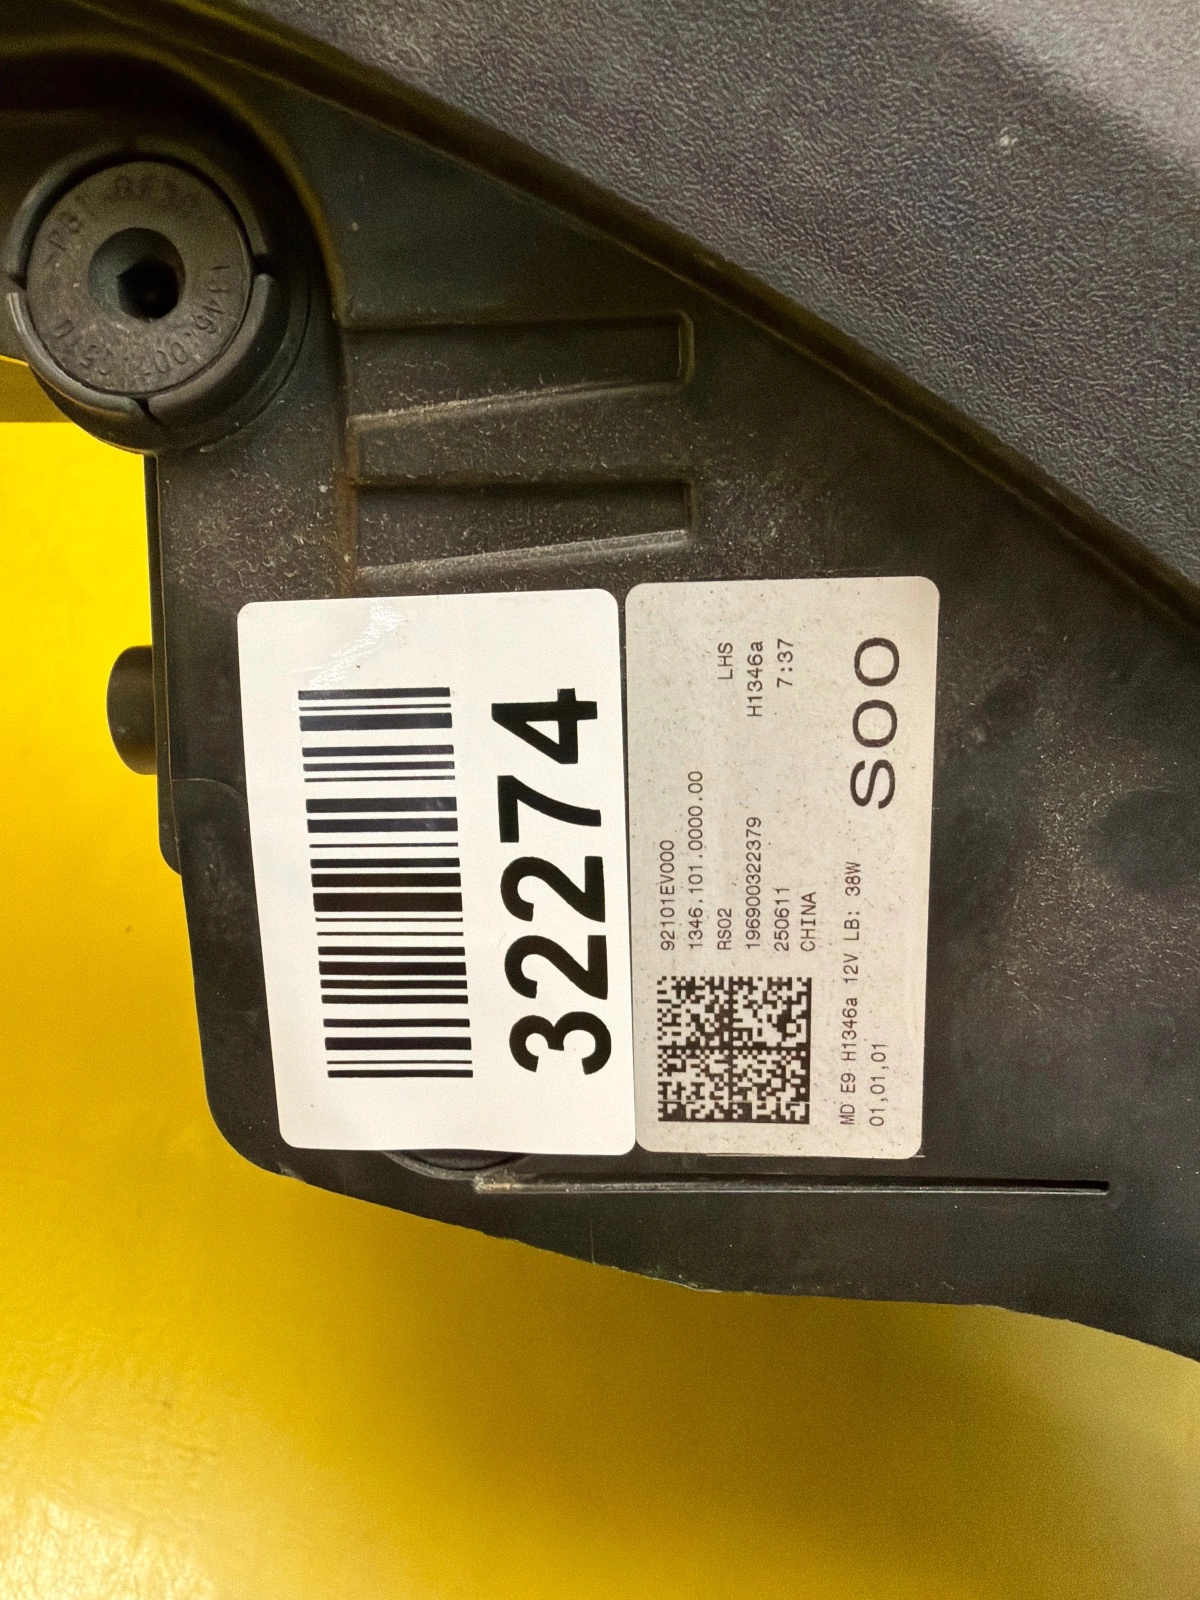 32274
92101EV000
1346.101.0000.00
RS02 LHS
196900322379 H1346a
250611 7:37
CHINA
MD E9 H1346a 12V LB: 38W
01,01,01
SOO